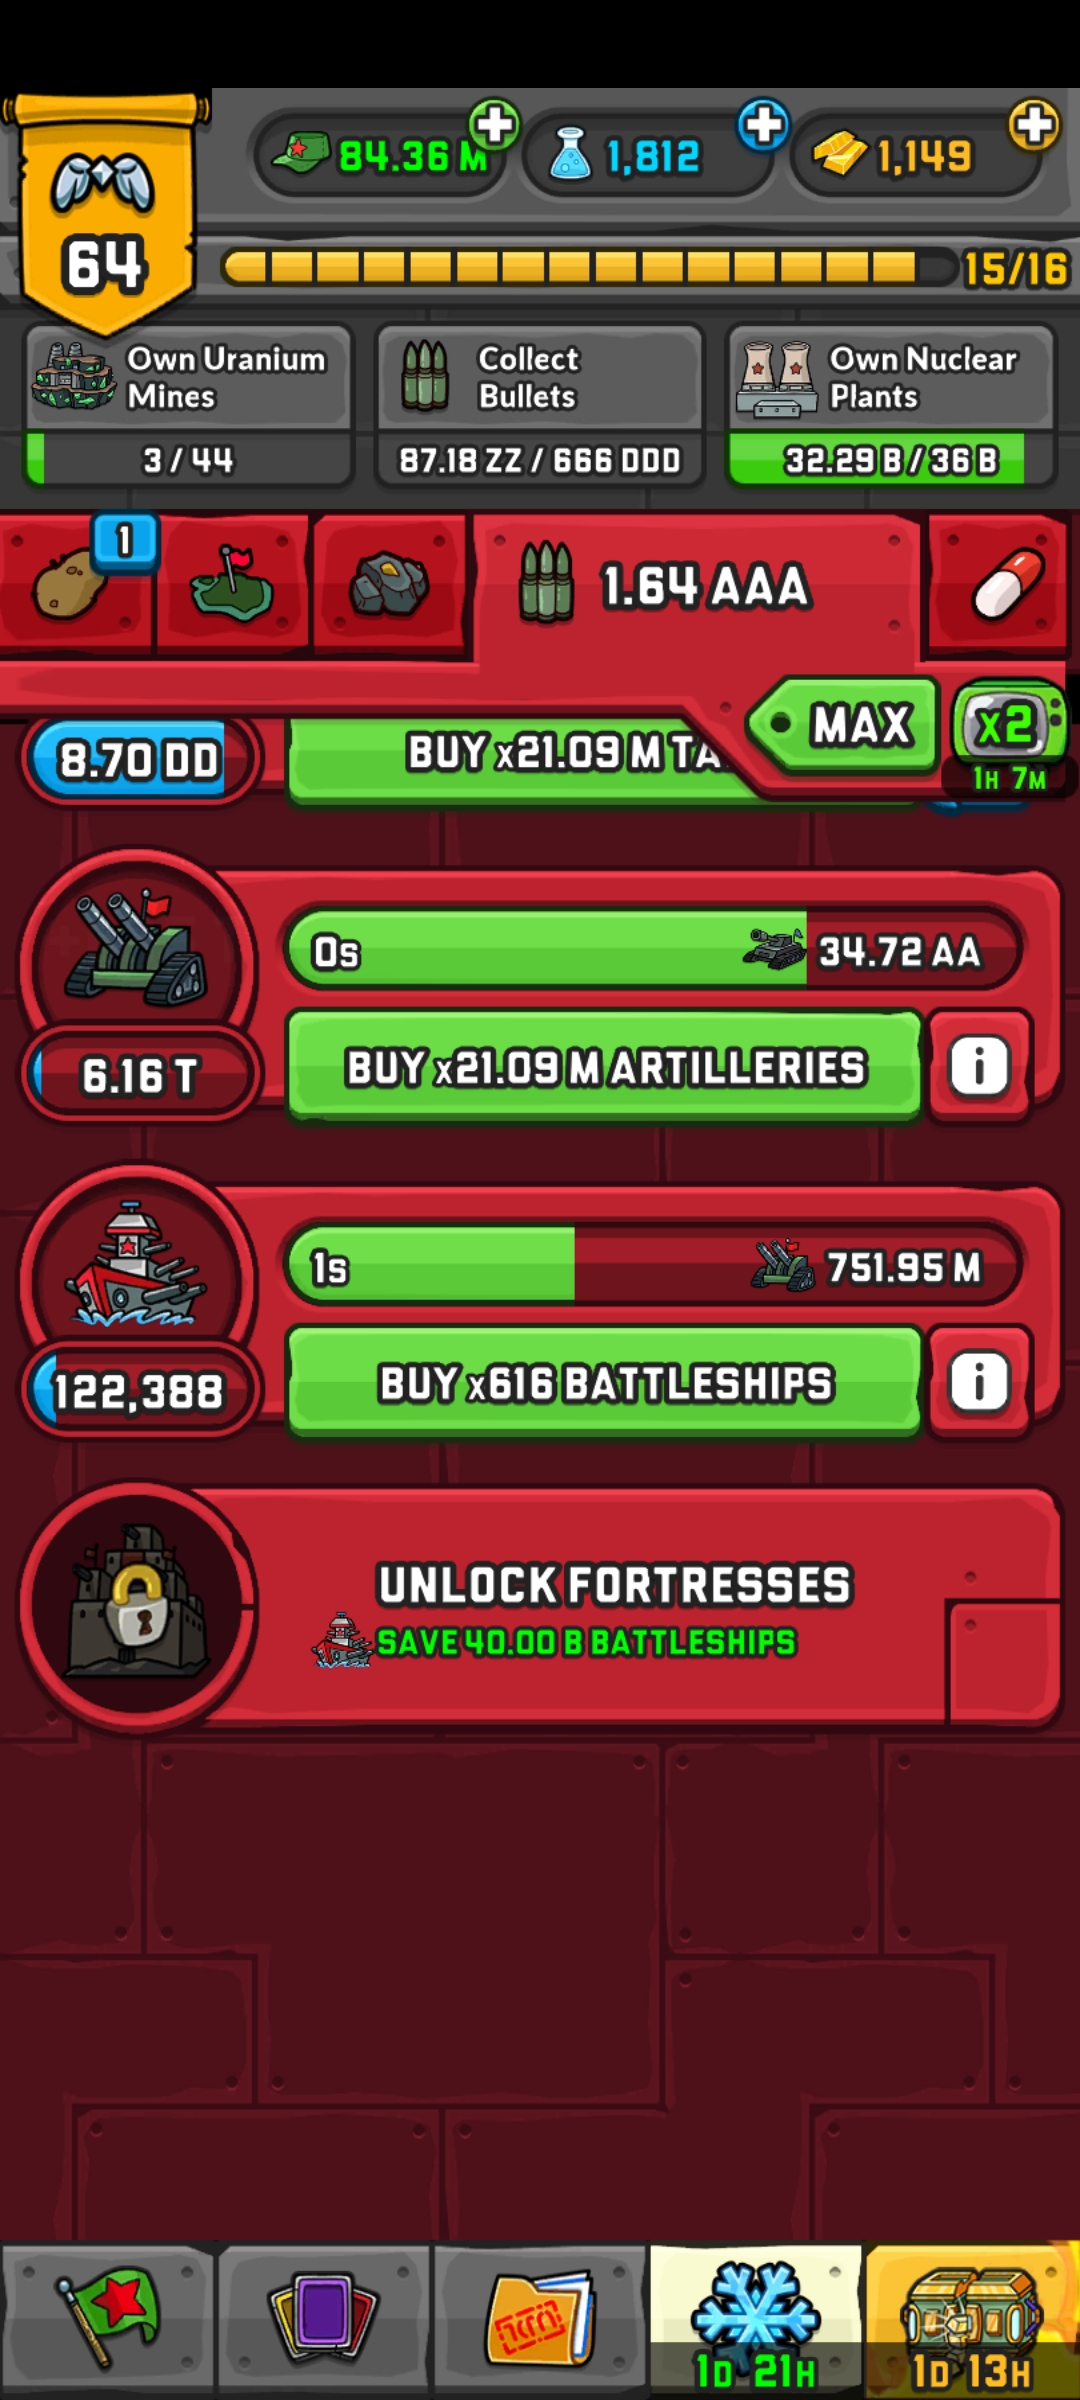 84.36 M
1,812
1,149
64
15/16
Own Uranium
Mines
3 / 44
Collect
Bullets
87.18 ZZ / 666 DDD
Own Nuclear
Plants
32.29 B / 36 B
1
1.64 AAA
MAX
x2
1H 7M
8.70 DD
BUY x21.09 M TA
0s
34.72 AA
6.16 T
BUY x21.09 M ARTILLERIES
i
1s
751.95 M
122,388
BUY x616 BATTLESHIPS
i
UNLOCK FORTRESSES
SAVE 40.00 B BATTLESHIPS
1D 21H
1D 13H